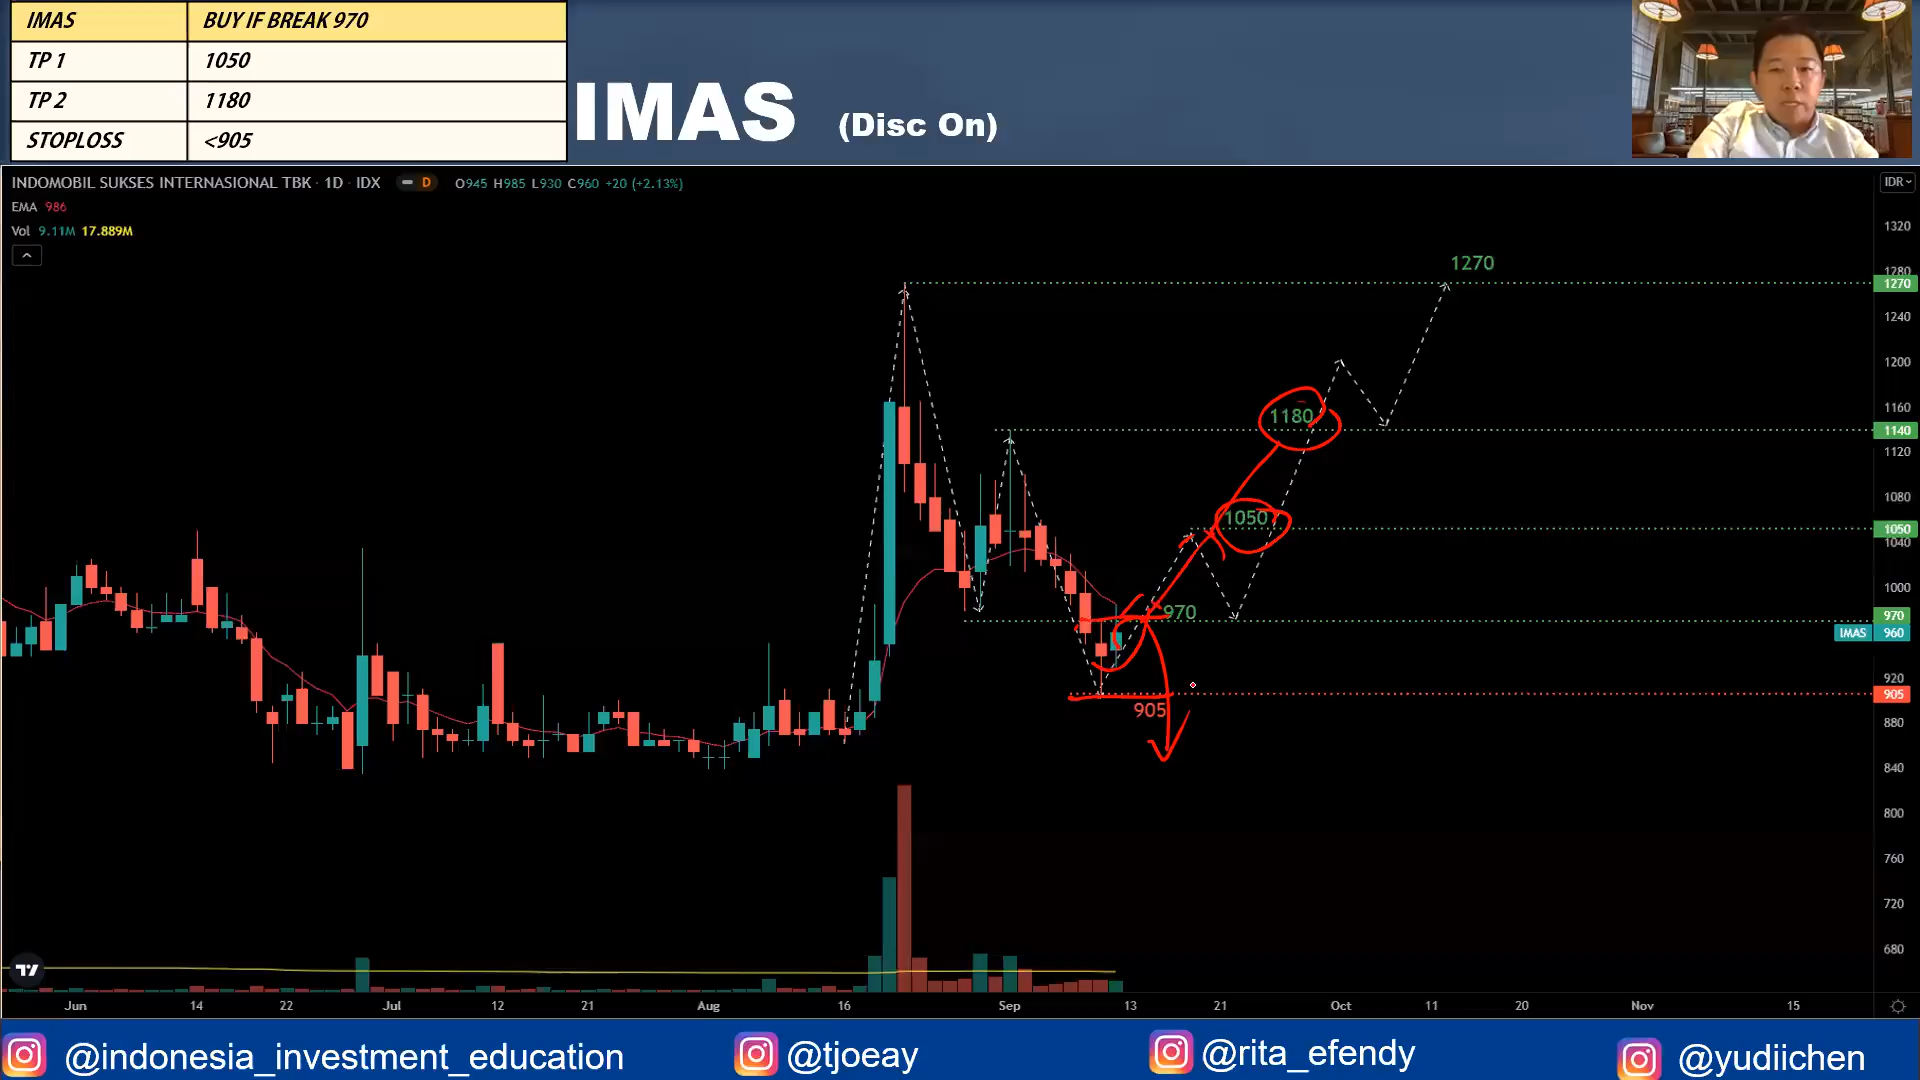 IMAS BUY IF BREAK 970
TP 1 1050
TP 2 1180
STOPLOSS <905
IMAS (Disc On)
INDOMOBIL SUKSES INTERNASIONAL TBK · 1D · IDX D O945 H985 L930 C960 +20 (+2.13%)
EMA 986
Vol 9.11M 17.889M
IDR
1320
1280
1270
1240
1200
1160
1140
1120
1080
1050
1040
1000
970
IMAS 960
920
905
880
840
800
760
720
680
1270
1180
1050
970
905
Jun 14 22 Jul 12 21 Aug 16 Sep 13 21 Oct 11 20 Nov 15
@indonesia_investment_education @tjoeay @rita_efendy @yudiichen